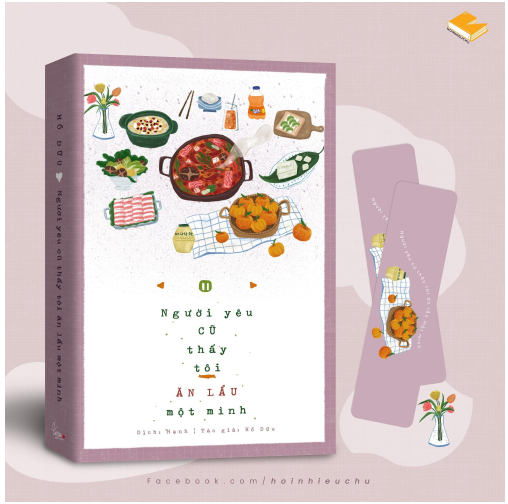 HỒ DỮU ♥ Người yêu cũ thấy tôi ăn lẩu một mình
Người yêu
CŨ
thấy
tôi
ĂN LẨU
một mình
Dịch: Hạnh | Tác giả: Hồ Dữu
Facebook.com/hoinhieuchu